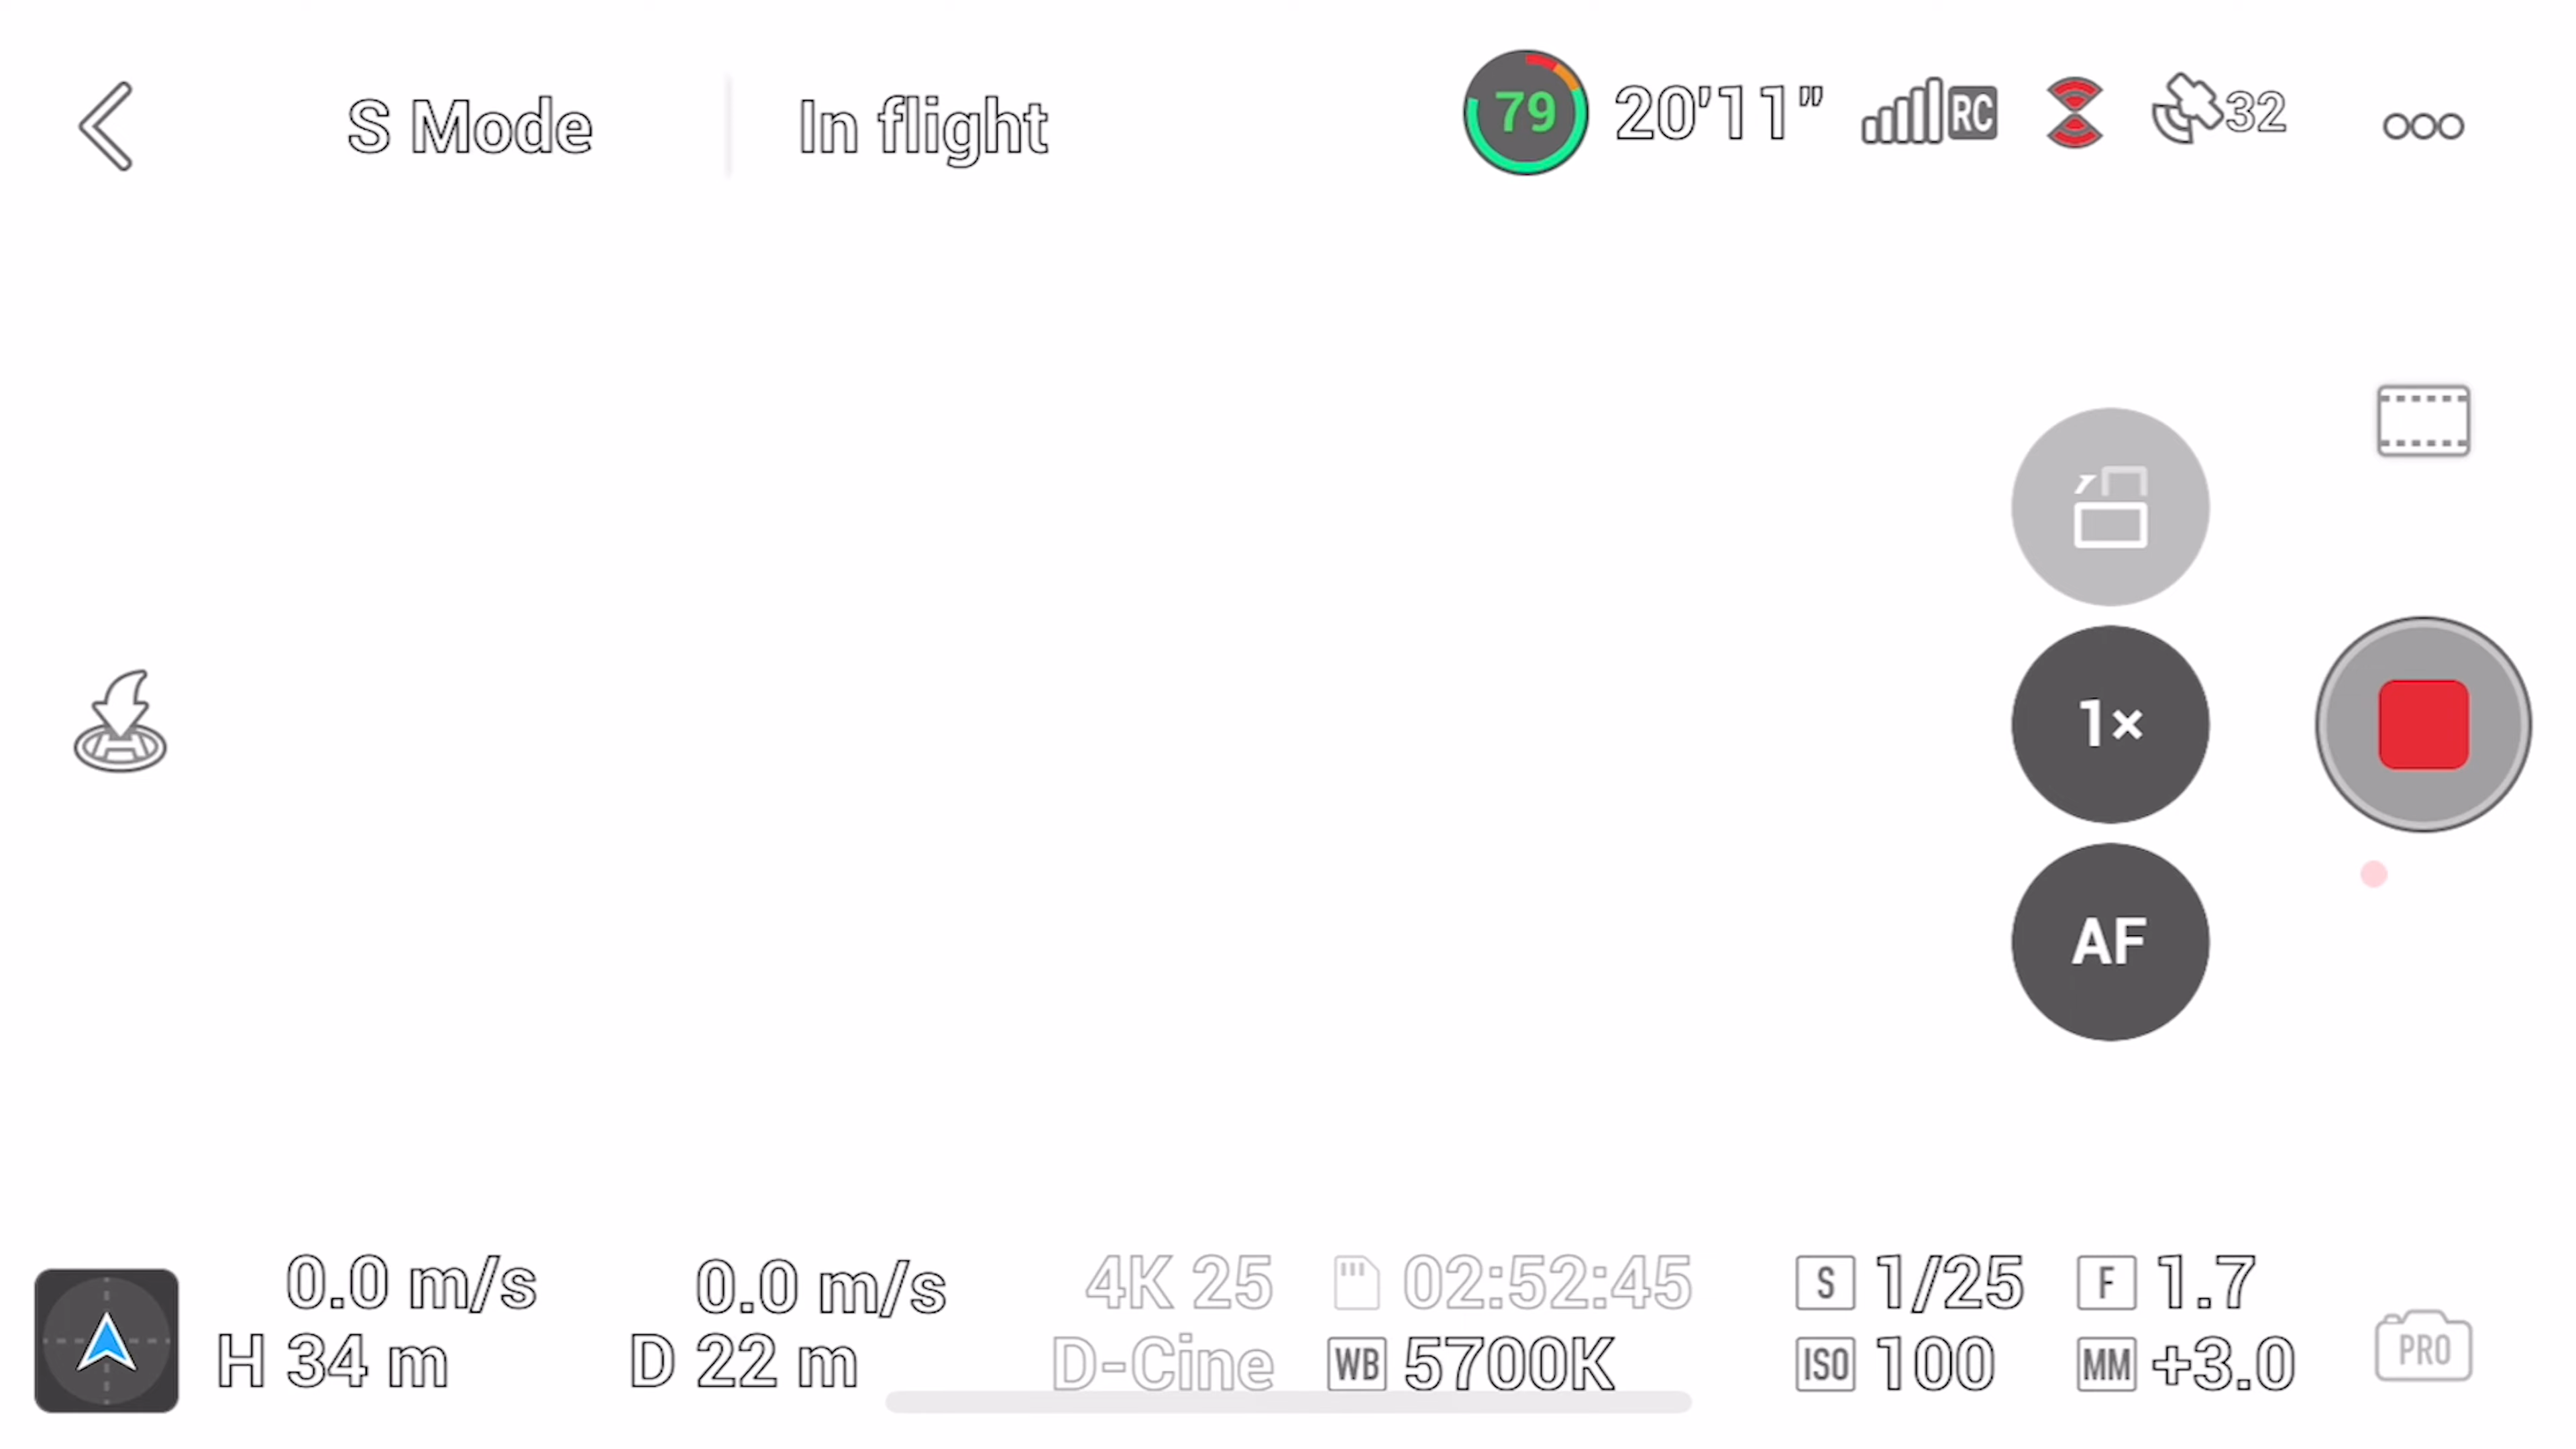 S Mode
In flight
79
20'11"
RC
32
1×
AF
0.0 m/s
0.0 m/s
4K 25
02:52:45
S 1/25
F 1.7
H 34 m
D 22 m
D-Cine
WB 5700K
ISO 100
MM +3.0
PRO